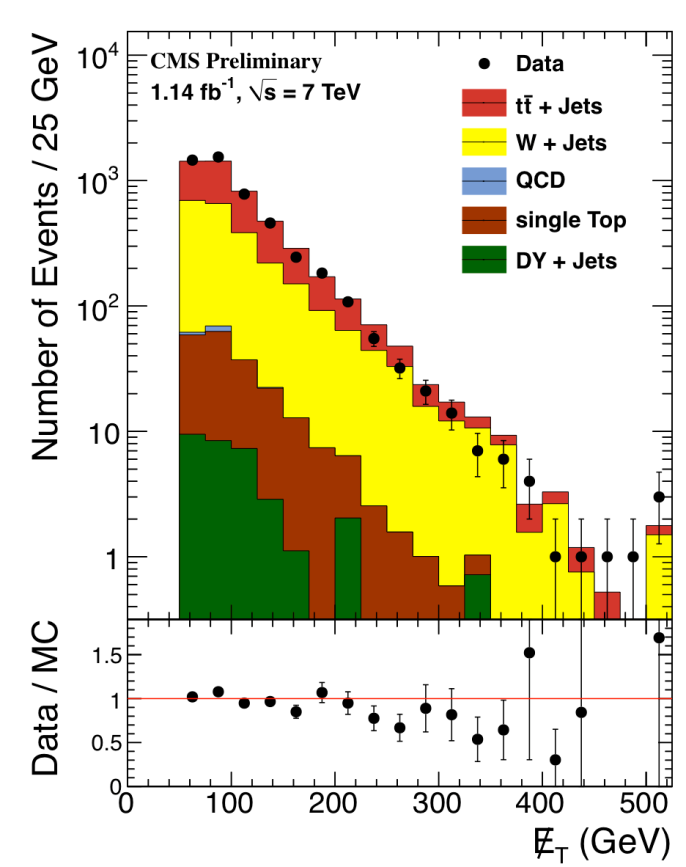 Number of Events / 25 GeV
10⁴
10³
10²
10
1
CMS Preliminary
1.14 fb⁻¹, √s = 7 TeV
Data
tt̄ + Jets
W + Jets
QCD
single Top
DY + Jets
Data / MC
1.5
1
0.5
0
0 100 200 300 400 500
E̸_T (GeV)